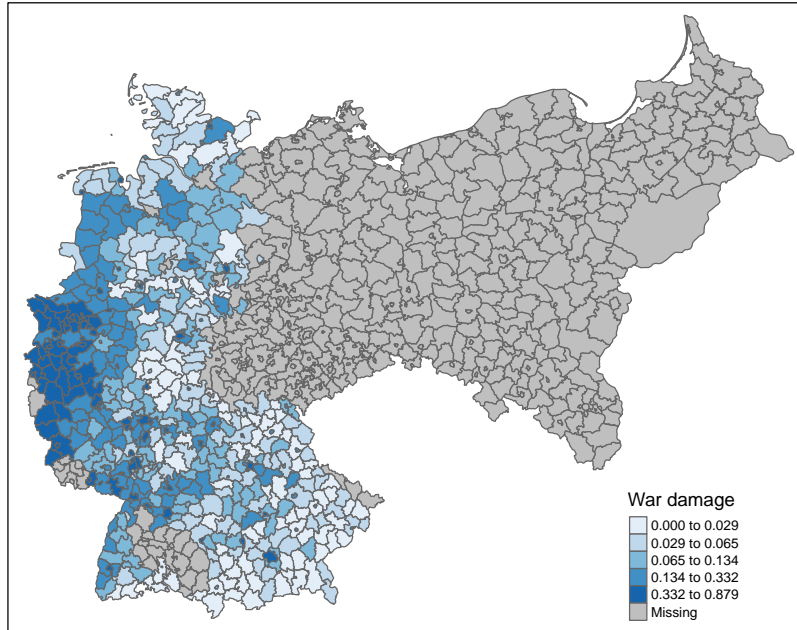 War damage
0.000 to 0.029
0.029 to 0.065
0.065 to 0.134
0.134 to 0.332
0.332 to 0.879
Missing